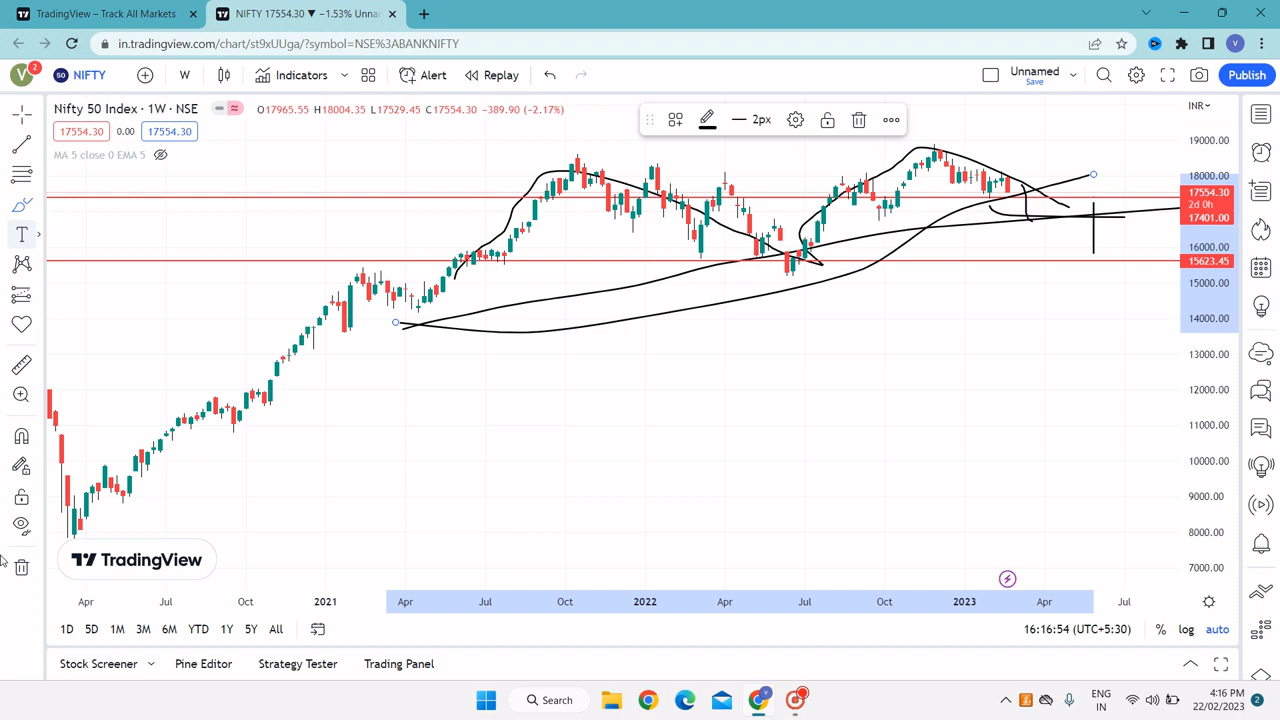 TradingView – Track All Markets
NIFTY 17554.30 ▼ −1.53% Unna
in.tradingview.com/chart/st9xUUga/?symbol=NSE%3ABANKNIFTY
V
V
2
50
NIFTY
W
Indicators
Alert
Replay
Unnamed
Save
Publish
Nifty 50 Index · 1W · NSE
O17965.55 H18004.35 L17529.45 C17554.30 −389.90 (−2.17%)
17554.30 0.00 17554.30
MA 5 close 0 EMA 5
2px
INR
19000.00
18000.00
17554.30
2d 0h
17401.00
16000.00
15623.45
15000.00
14000.00
13000.00
12000.00
11000.00
10000.00
9000.00
8000.00
7000.00
TradingView
Apr Jul Oct 2021 Apr Jul Oct 2022 Apr Jul Oct 2023 Apr Jul
1D 5D 1M 3M 6M YTD 1Y 5Y All
16:16:54 (UTC+5:30) % log auto
Stock Screener Pine Editor Strategy Tester Trading Panel
Search
ENG
IN
4:16 PM
22/02/2023
2